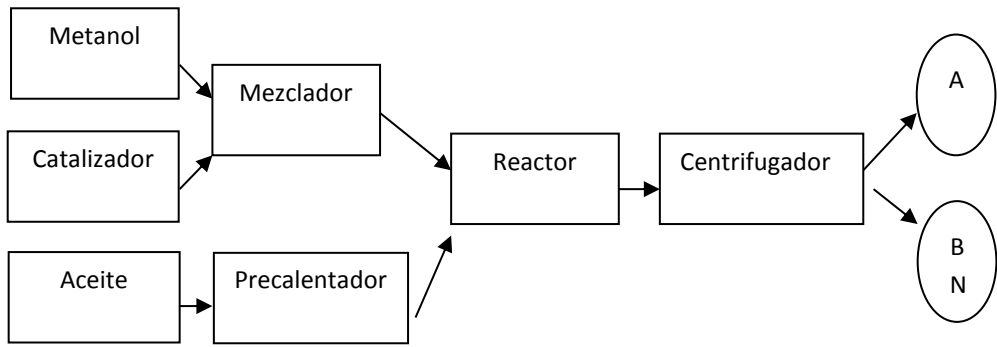 Metanol
Catalizador
Aceite
Mezclador
Precalentador
Reactor
Centrifugador
A
B
N